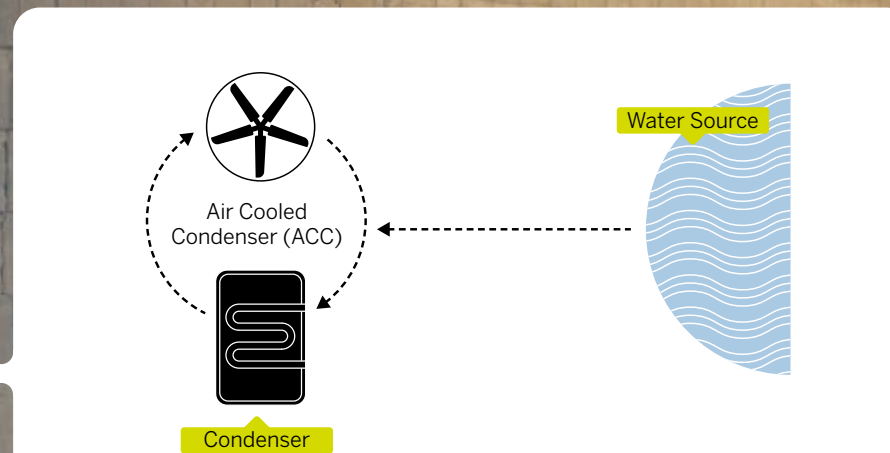 Water Source
Air Cooled
Condenser (ACC)
Condenser